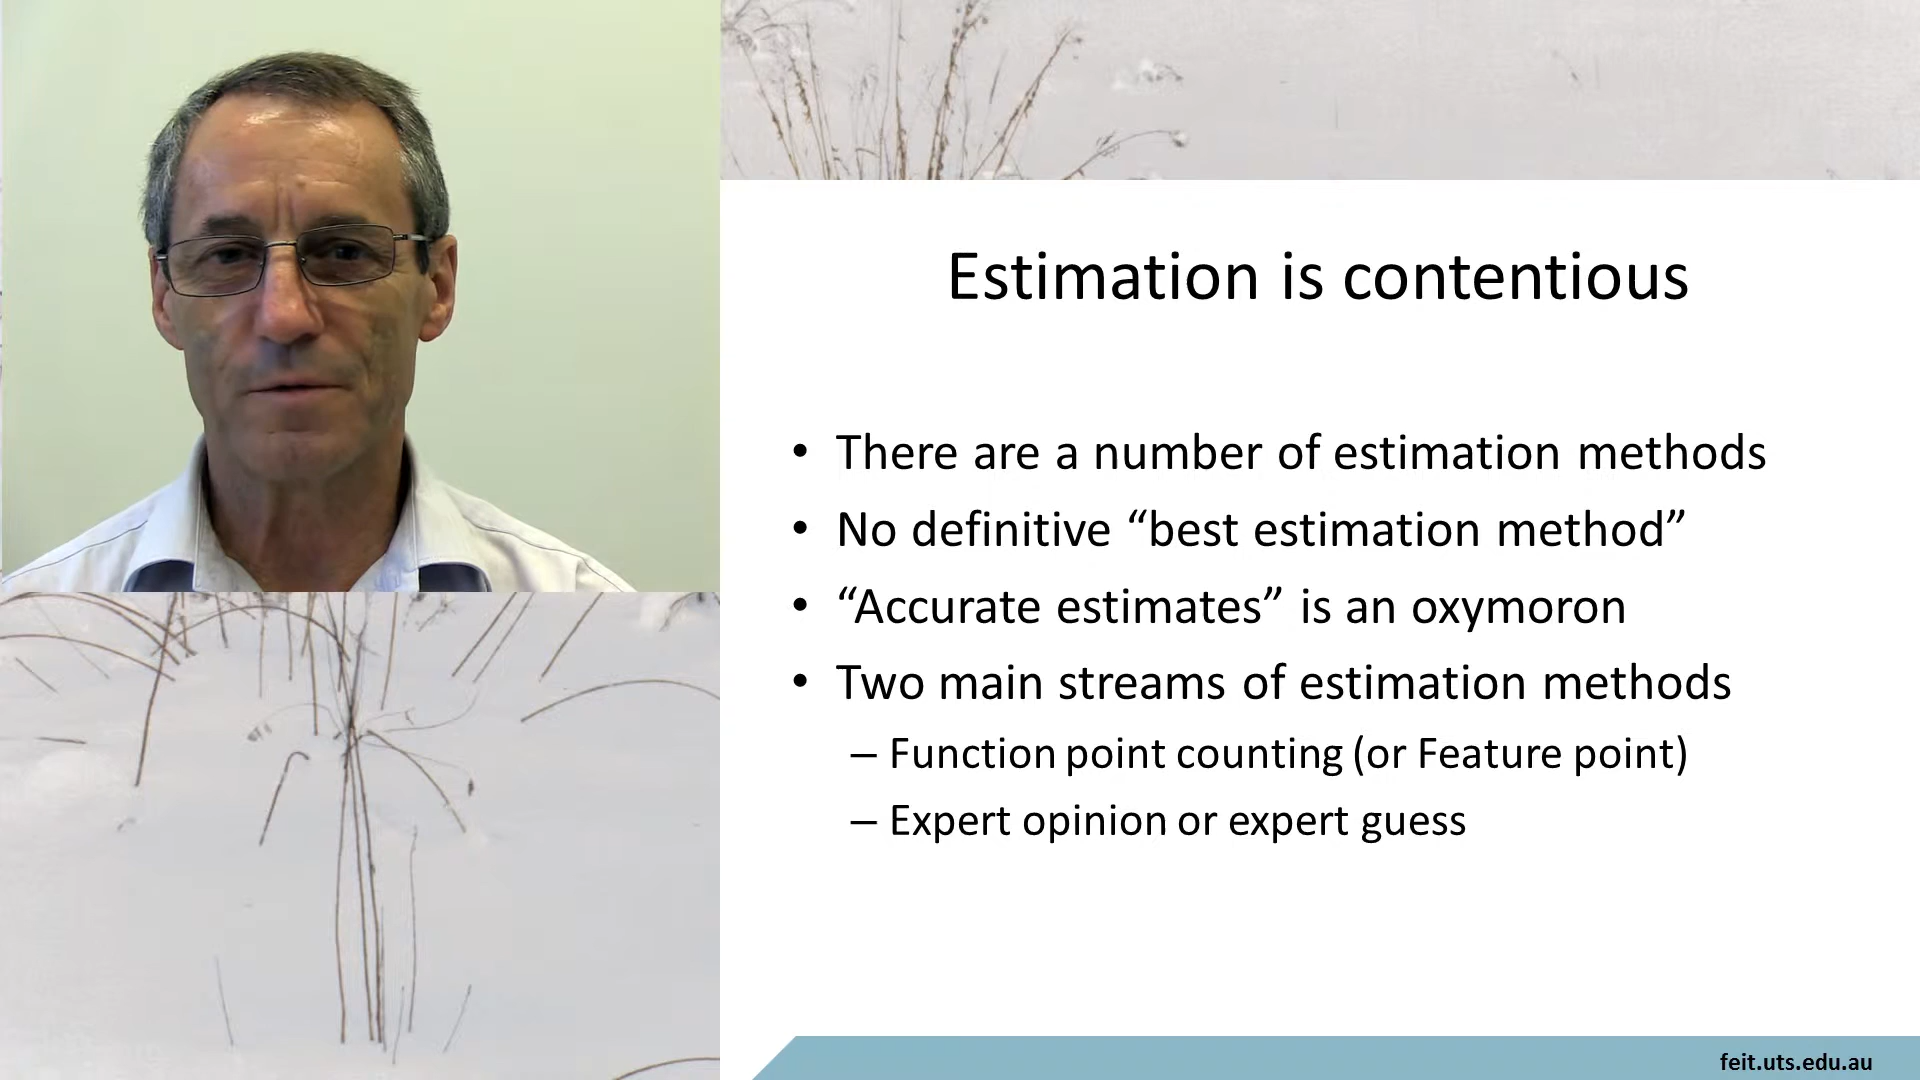 Estimation is contentious
• There are a number of estimation methods
• No definitive “best estimation method”
• “Accurate estimates” is an oxymoron
• Two main streams of estimation methods
– Function point counting (or Feature point)
– Expert opinion or expert guess
feit.uts.edu.au